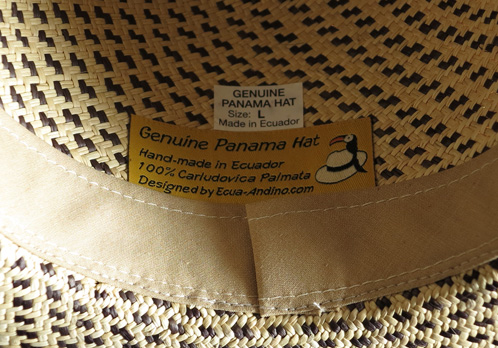 GENUINE
PANAMA HAT
Size: L
Made in Ecuador
Genuine Panama Hat
Hand-made in Ecuador
100% Carludovica Palmata
Designed by Ecua-Andino.com